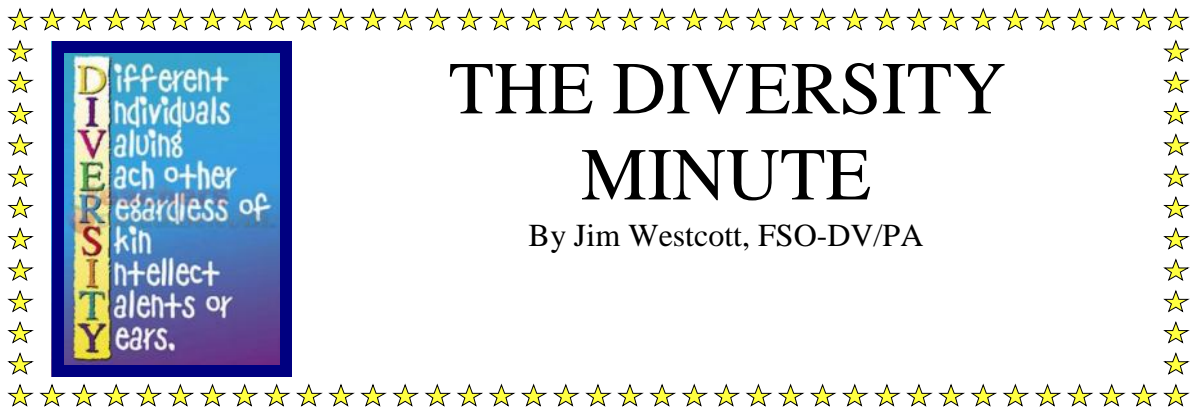 Different
Individuals
Valuing
Each other
Regardless of
Skin
Intellect
Talents or
Years.
THE DIVERSITY
MINUTE
By Jim Westcott, FSO-DV/PA